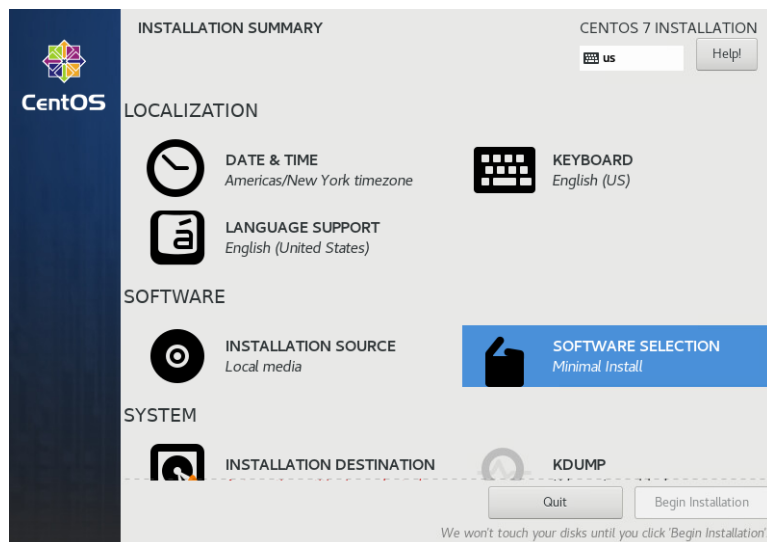 INSTALLATION SUMMARY
CENTOS 7 INSTALLATION
us
Help!
CentOS
LOCALIZATION
DATE & TIME
Americas/New York timezone
KEYBOARD
English (US)
á
LANGUAGE SUPPORT
English (United States)
SOFTWARE
INSTALLATION SOURCE
Local media
SOFTWARE SELECTION
Minimal Install
SYSTEM
INSTALLATION DESTINATION
KDUMP
Quit
Begin Installation
We won't touch your disks until you click 'Begin Installation'